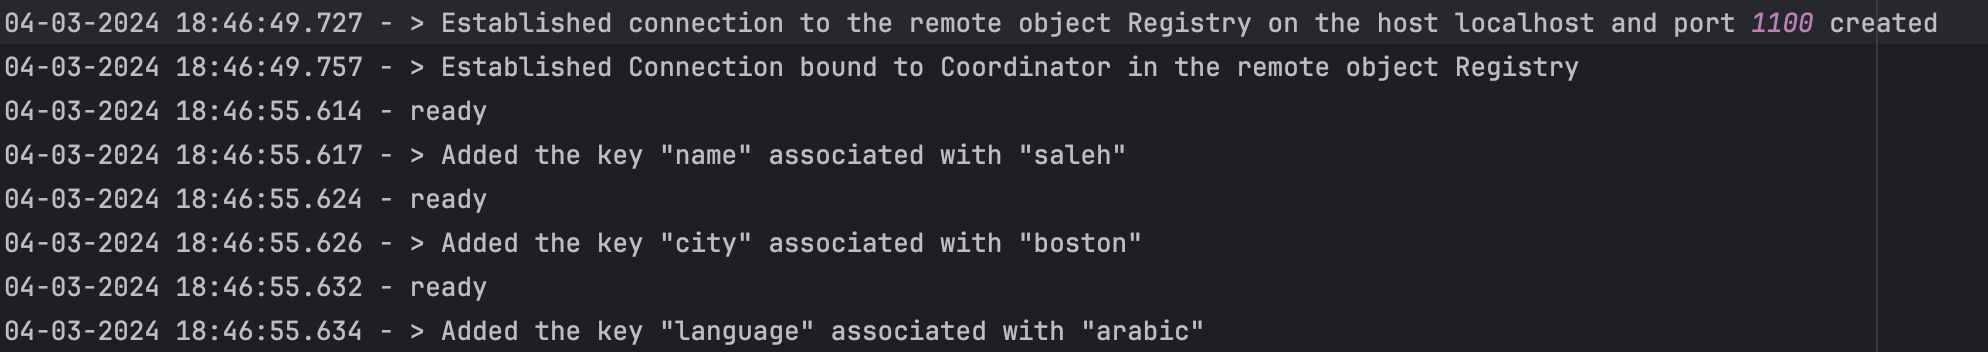 04-03-2024 18:46:49.727 - > Established connection to the remote object Registry on the host localhost and port 1100 created
04-03-2024 18:46:49.757 - > Established Connection bound to Coordinator in the remote object Registry
04-03-2024 18:46:55.614 - ready
04-03-2024 18:46:55.617 - > Added the key "name" associated with "saleh"
04-03-2024 18:46:55.624 - ready
04-03-2024 18:46:55.626 - > Added the key "city" associated with "boston"
04-03-2024 18:46:55.632 - ready
04-03-2024 18:46:55.634 - > Added the key "language" associated with "arabic"